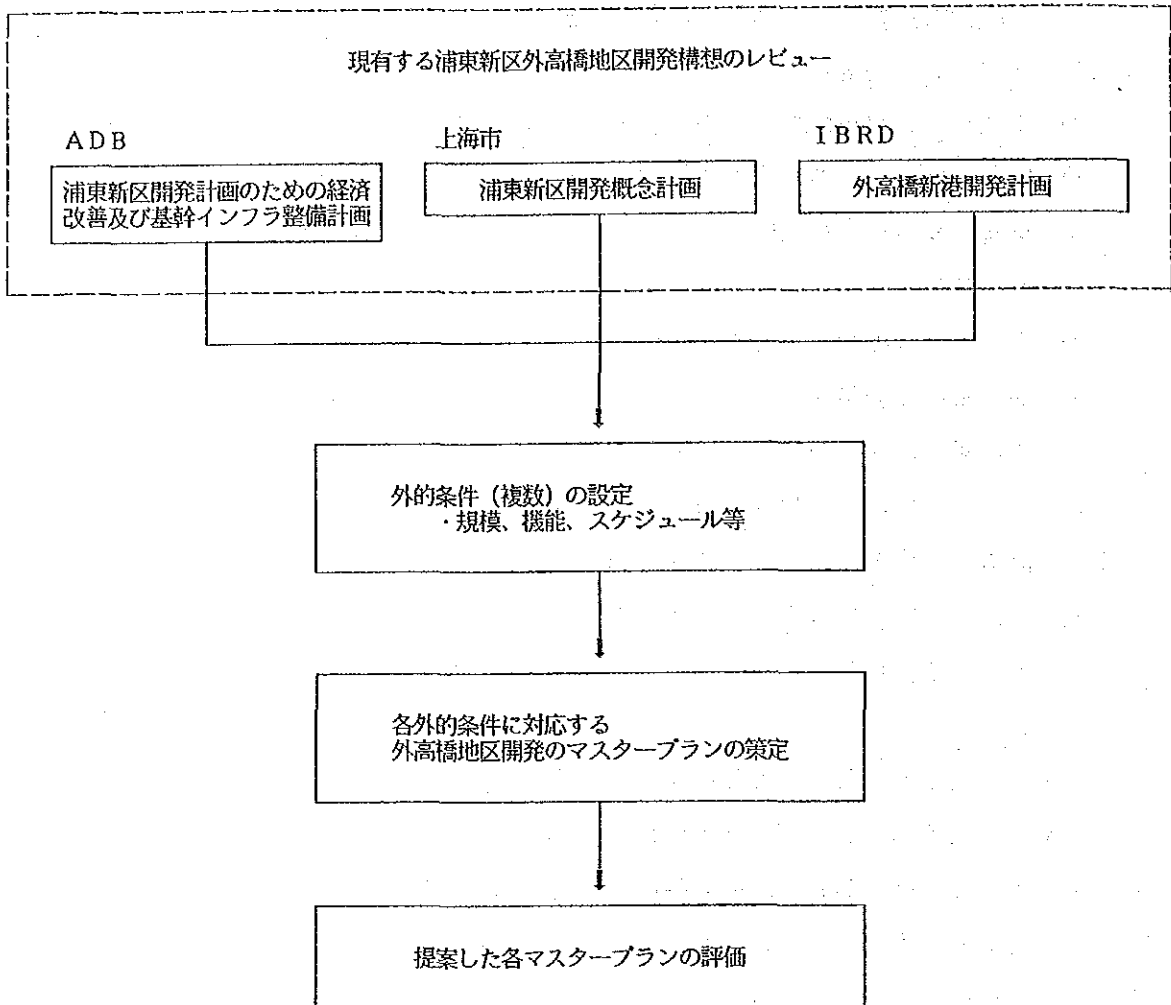 現有する浦東新区外高橋地区開発構想のレビュー
ADB
上海市
IBRD
浦東新区開発計画のための経済
改善及び基幹インフラ整備計画
浦東新区開発概念計画
外高橋新港開発計画
外的条件(複数)の設定
・規模、機能、スケジュール等
各外的条件に対応する
外高橋地区開発のマスタープランの策定
提案した各マスタープランの評価